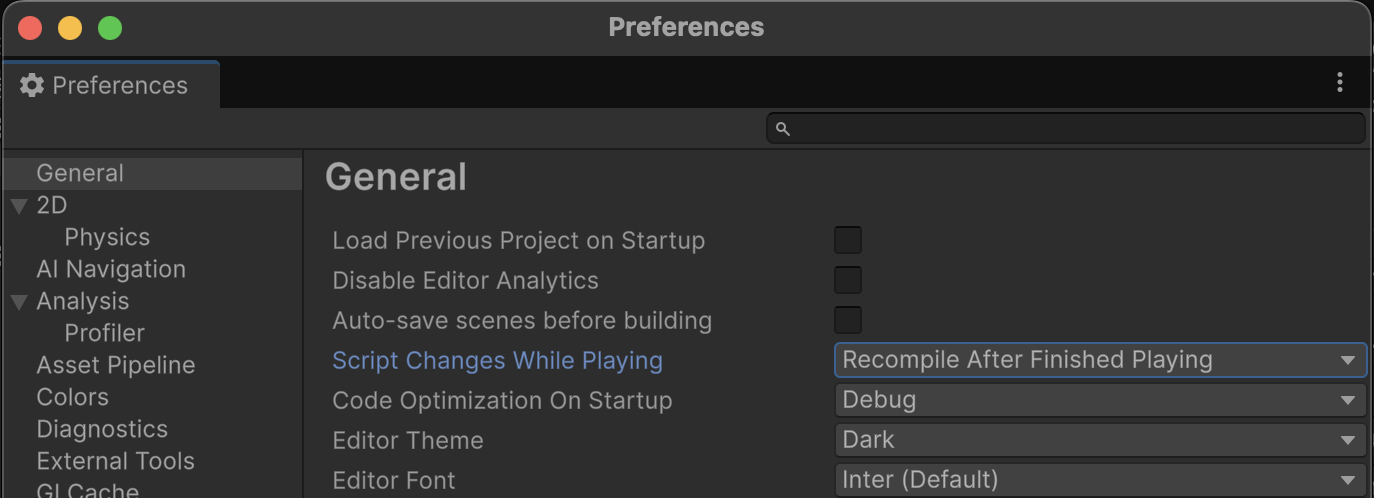 Preferences
Preferences
General
2D
Physics
AI Navigation
Analysis
Profiler
Asset Pipeline
Colors
Diagnostics
External Tools
GI Cache
General
Load Previous Project on Startup
Disable Editor Analytics
Auto-save scenes before building
Script Changes While Playing Recompile After Finished Playing
Code Optimization On Startup Debug
Editor Theme Dark
Editor Font Inter (Default)